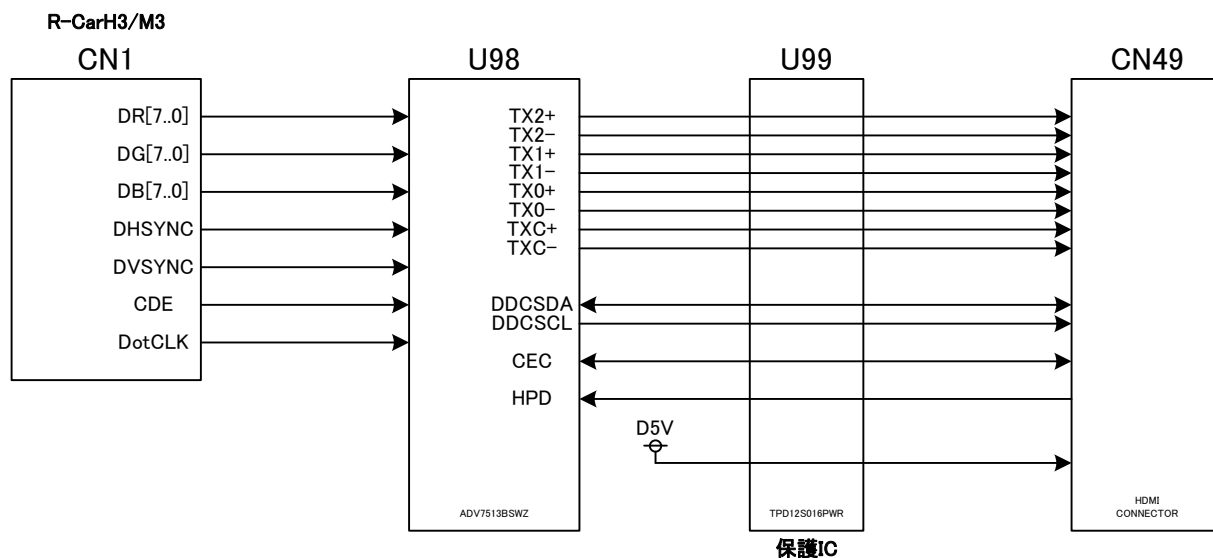 R-CarH3/M3
CN1
U98
U99
CN49
DR[7..0]
DG[7..0]
DB[7..0]
DHSYNC
DVSYNC
CDE
DotCLK
TX2+
TX2-
TX1+
TX1-
TX0+
TX0-
TXC+
TXC-
DDCSDA
DDCSCL
CEC
HPD
D5V
ADV7513BSWZ
TPD12S016PWR
HDMI
CONNECTOR
保護IC